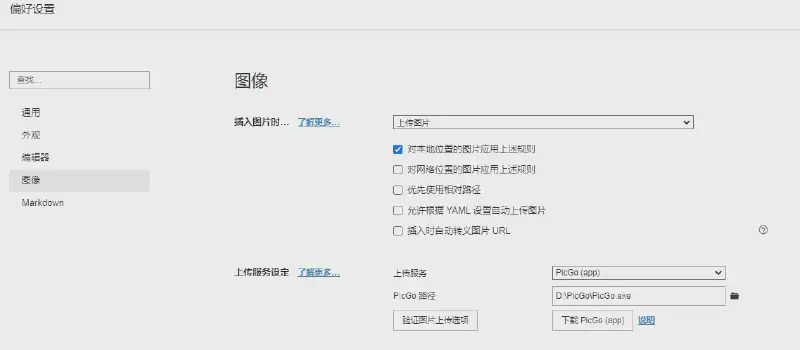 偏好设置
查找...
通用
外观
编辑器
图像
Markdown
图像
插入图片时... 了解更多... 上传图片
对本地位置的图片应用上述规则
对网络位置的图片应用上述规则
优先使用相对路径
允许根据 YAML 设置自动上传图片
插入时自动转义图片 URL
上传服务设定 了解更多... 上传服务 PicGo (app)
PicGo 路径 D:\PicGo\PicGo.exe
验证图片上传选项 下载 PicGo (app) 说明